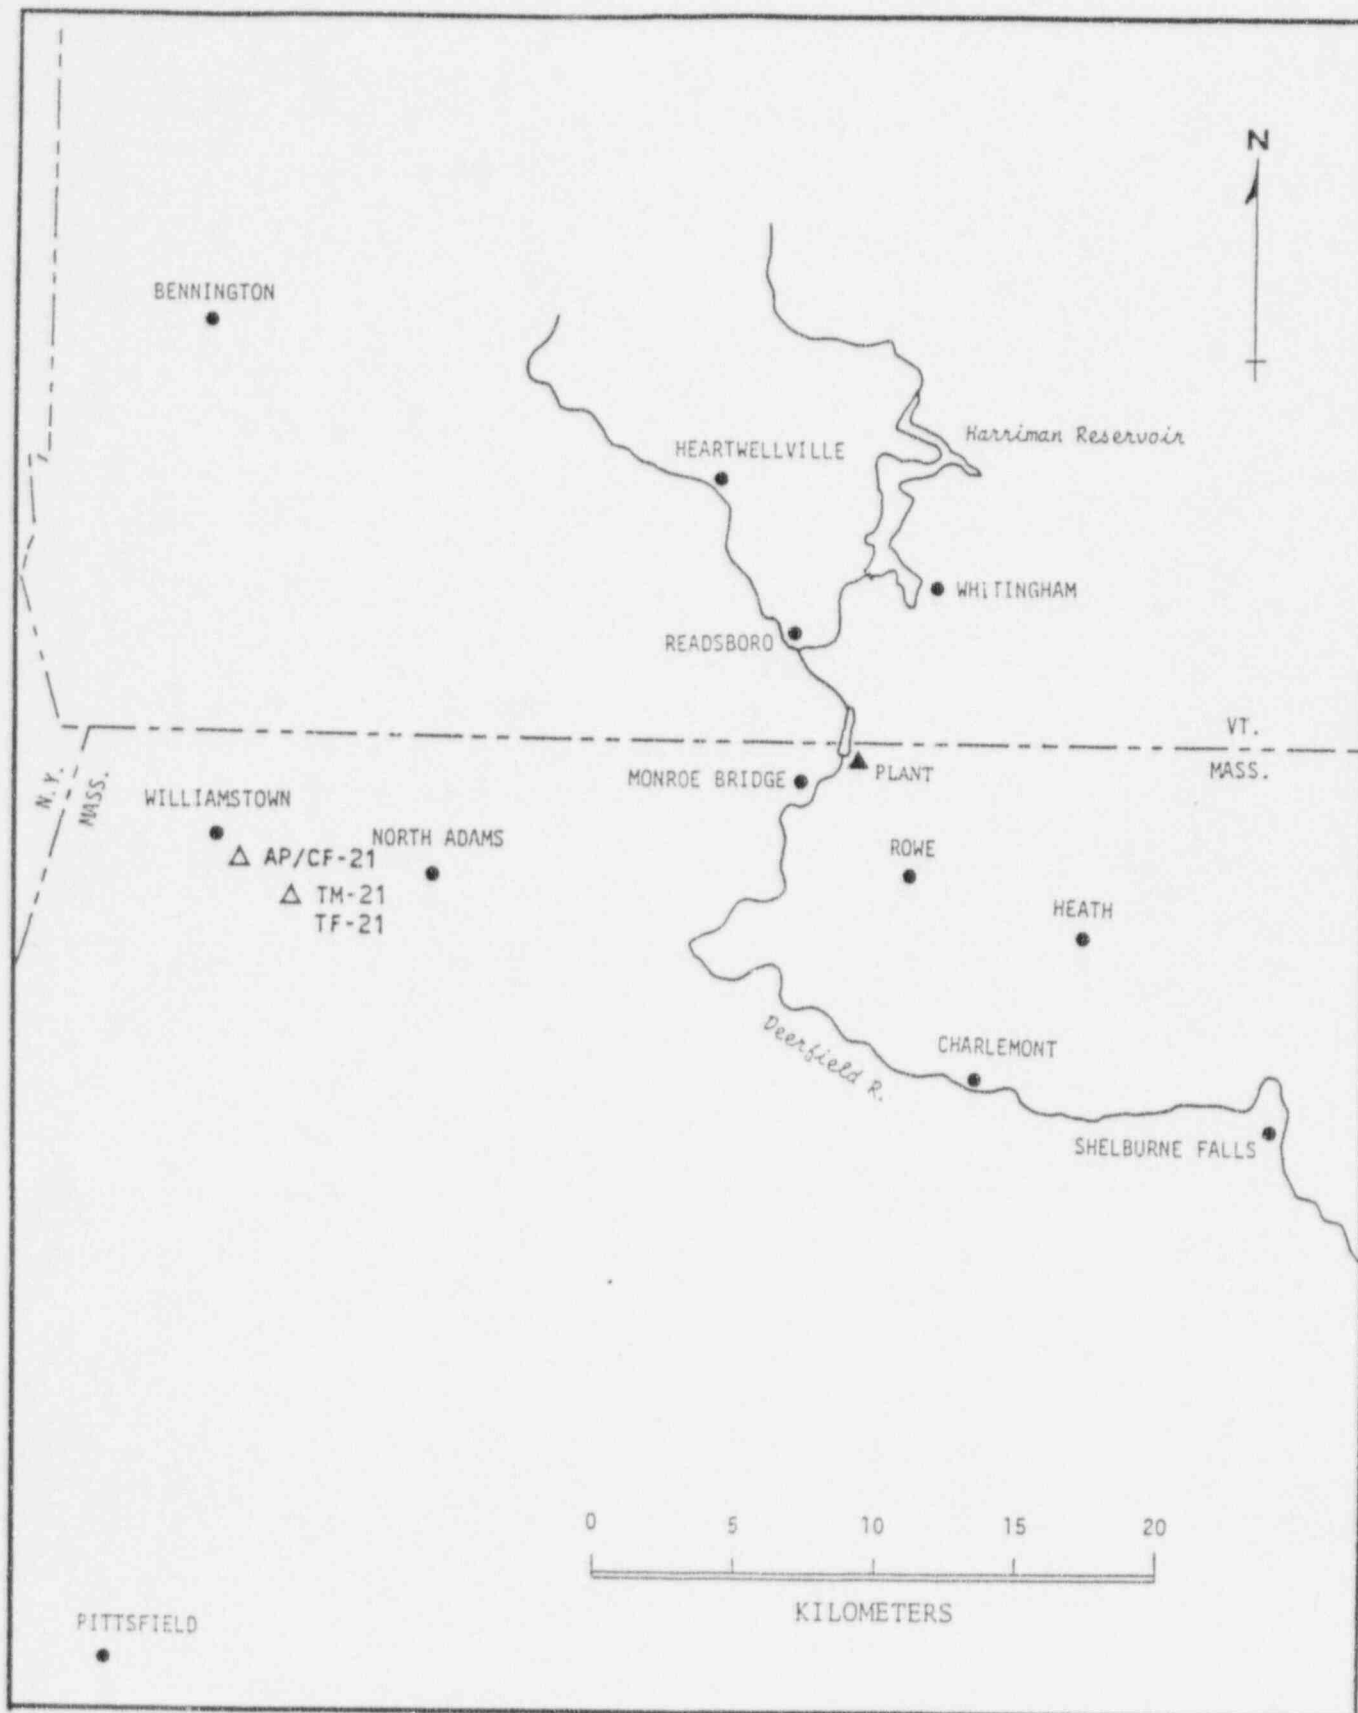 N
BENNINGTON
HEARTWELLVILLE
Harriman Reservoir
WHITINGHAM
READSBORO
VT.
MASS.
MONROE BRIDGE
PLANT
N.Y.
MASS.
WILLIAMSTOWN
NORTH ADAMS
AP/CF-21
TM-21
TF-21
ROWE
HEATH
Deerfield R.
CHARLEMONT
SHELBURNE FALLS
0 5 10 15 20
KILOMETERS
PITTSFIELD